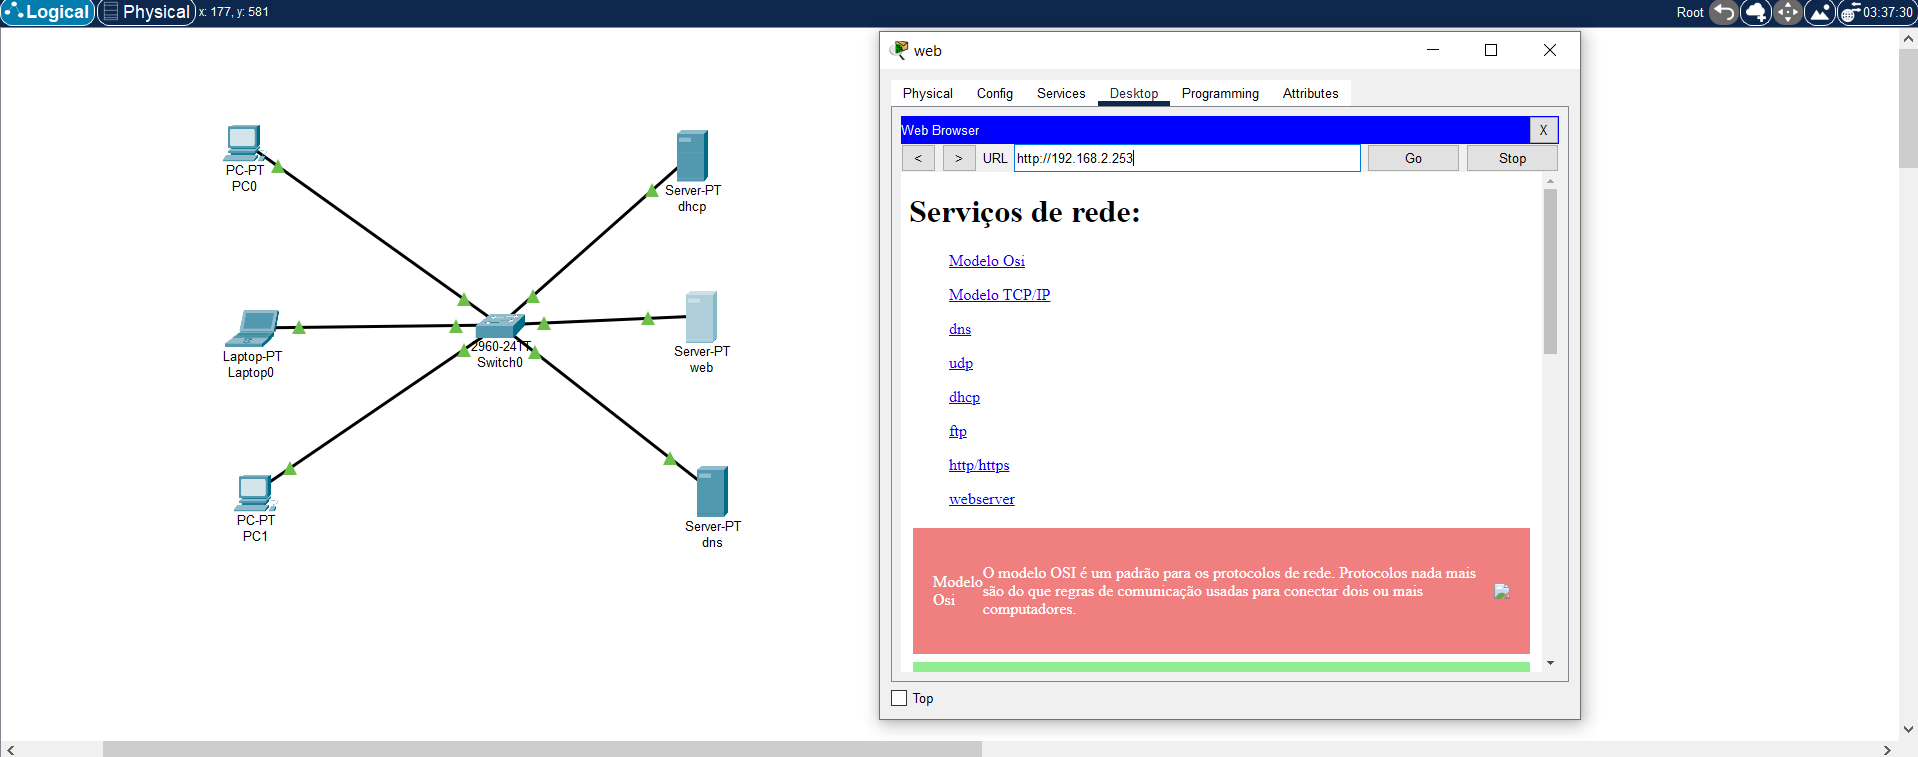 Logical Physical x: 177, y: 581 Root 03:37:30
PC-PT
PC0
Server-PT
dhcp
Laptop-PT
Laptop0
2960-24TT
Switch0
Server-PT
web
PC-PT
PC1
Server-PT
dns
web
Physical Config Services Desktop Programming Attributes
Web Browser X
< > URL http://192.168.2.253 Go Stop
Serviços de rede:
Modelo Osi
Modelo TCP/IP
dns
udp
dhcp
ftp
http/https
webserver
Modelo
Osi
O modelo OSI é um padrão para os protocolos de rede. Protocolos nada mais
são do que regras de comunicação usadas para conectar dois ou mais
computadores.
Top